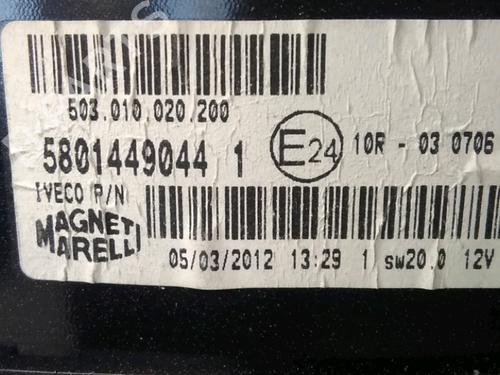 503.010.020.200
5801449044 1
E24
10R - 03 0706
IVECO P/N
MAGNETI
MARELLI
05/03/2012 13:29 1 sw20.0 12V